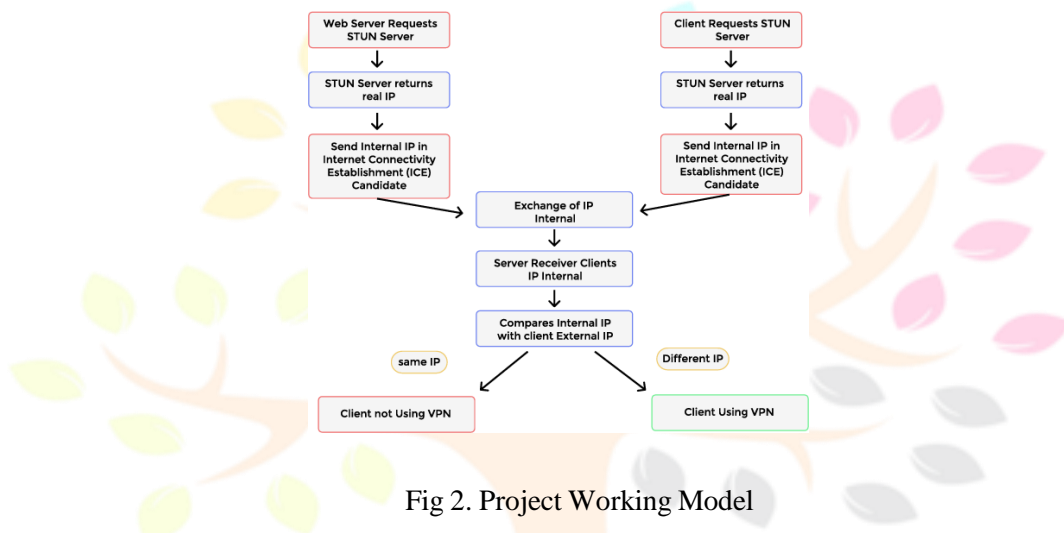 Web Server Requests
STUN Server
Client Requests STUN
Server
STUN Server returns
real IP
STUN Server returns
real IP
Send Internal IP in
Internet Connectivity
Establishment (ICE)
Candidate
Send Internal IP in
Internet Connectivity
Establishment (ICE)
Candidate
Exchange of IP
Internal
Server Receiver Clients
IP Internal
Compares Internal IP
with client External IP
same IP
Different IP
Client not Using VPN
Client Using VPN
Fig 2. Project Working Model